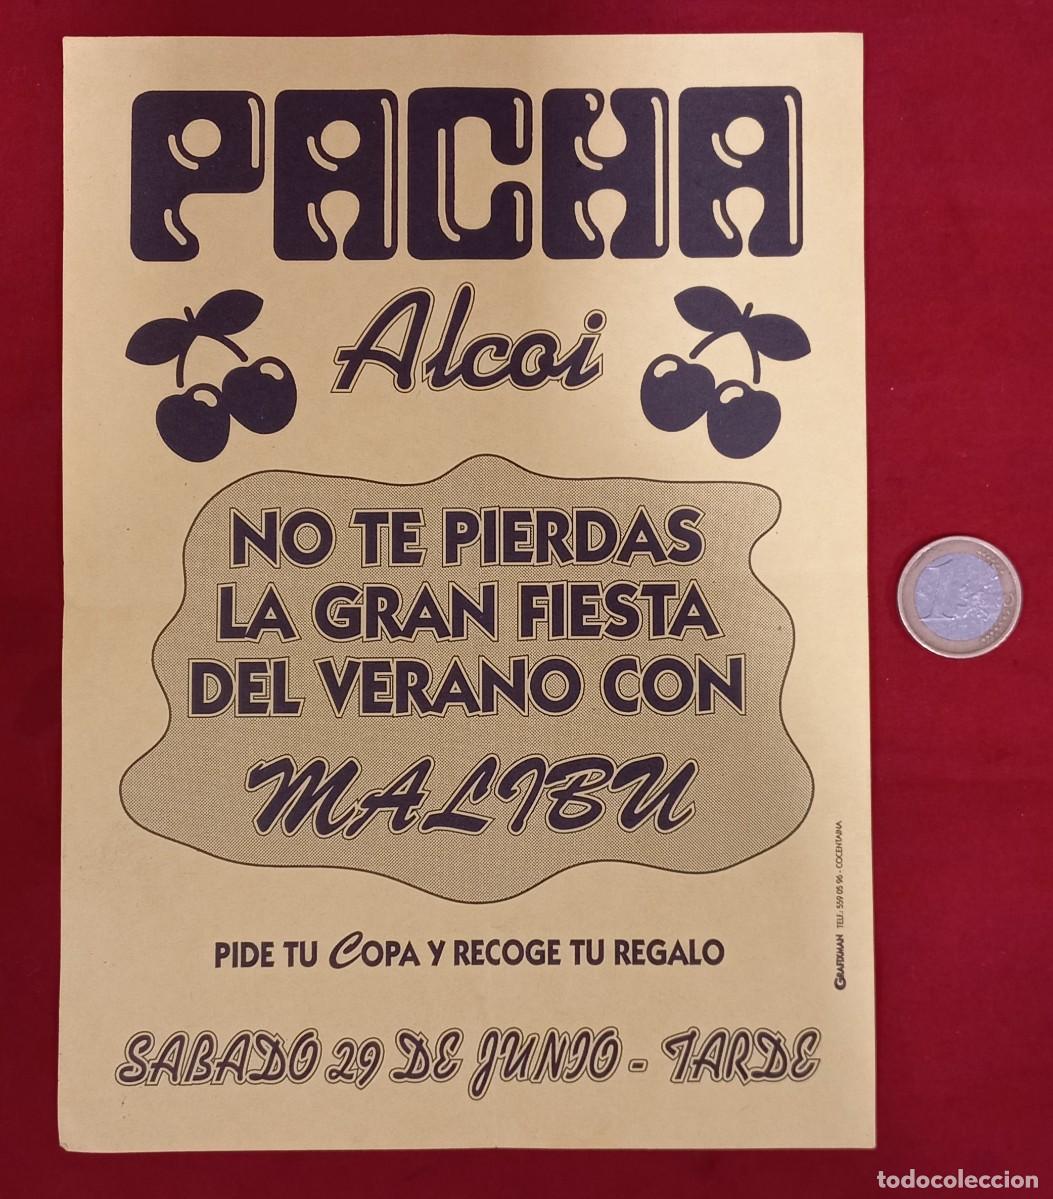 PACHA
Alcoi
NO TE PIERDAS
LA GRAN FIESTA
DEL VERANO CON
MALIBU
PIDE TU COPA Y RECOGE TU REGALO
SABADO 29 DE JUNIO - TARDE
GRAFIXMAN TELF.: 559 05 96 - COCENTAINA
todocoleccion